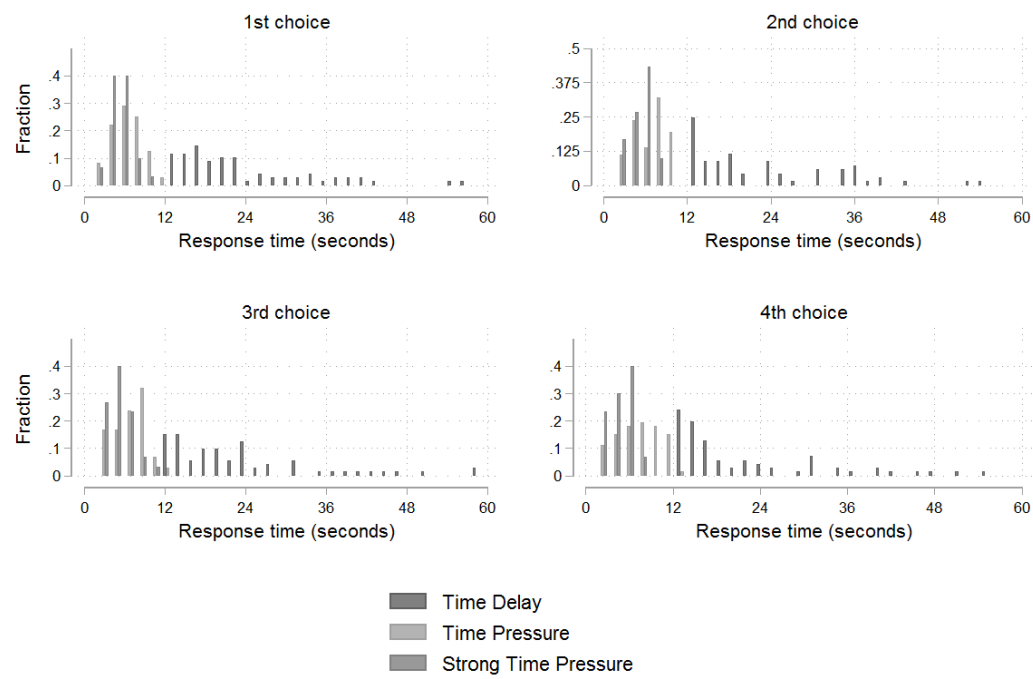 1st choice
Fraction
.4
.3
.2
.1
0
0 12 24 36 48 60
Response time (seconds)
2nd choice
.5
.375
.25
.125
0
0 12 24 36 48 60
Response time (seconds)
3rd choice
Fraction
.4
.3
.2
.1
0
0 12 24 36 48 60
Response time (seconds)
4th choice
.4
.3
.2
.1
0
0 12 24 36 48 60
Response time (seconds)
Time Delay
Time Pressure
Strong Time Pressure